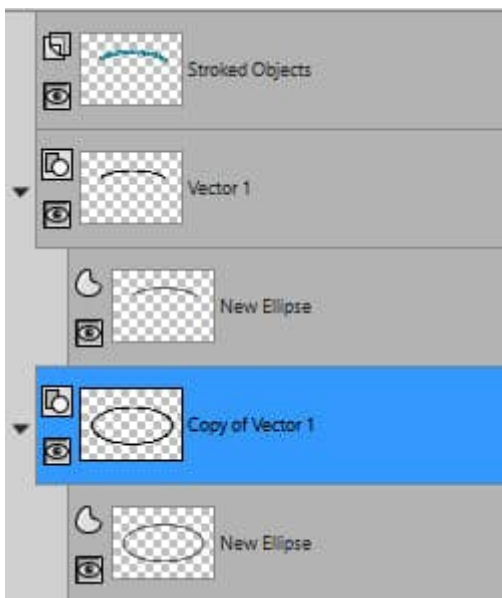 Stroked Objects
Vector 1
New Ellipse
Copy of Vector 1
New Ellipse